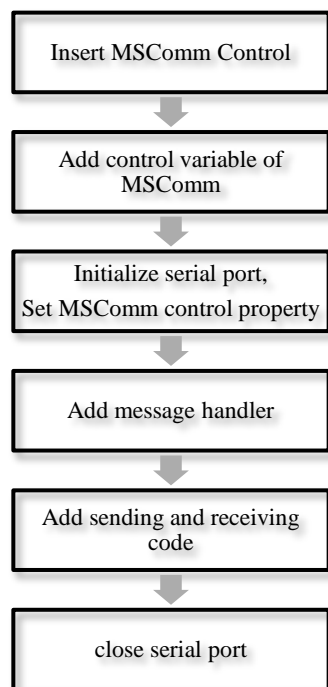 Insert MSComm Control
Add control variable of
MSComm
Initialize serial port,
Set MSComm control property
Add message handler
Add sending and receiving
code
close serial port